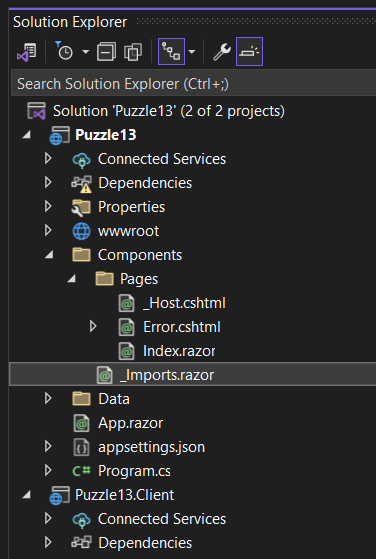 Solution Explorer
Search Solution Explorer (Ctrl+;)
Solution 'Puzzle13' (2 of 2 projects)
Puzzle13
Connected Services
Dependencies
Properties
wwwroot
Components
Pages
_Host.cshtml
Error.cshtml
Index.razor
_Imports.razor
Data
App.razor
appsettings.json
C# Program.cs
Puzzle13.Client
Connected Services
Dependencies